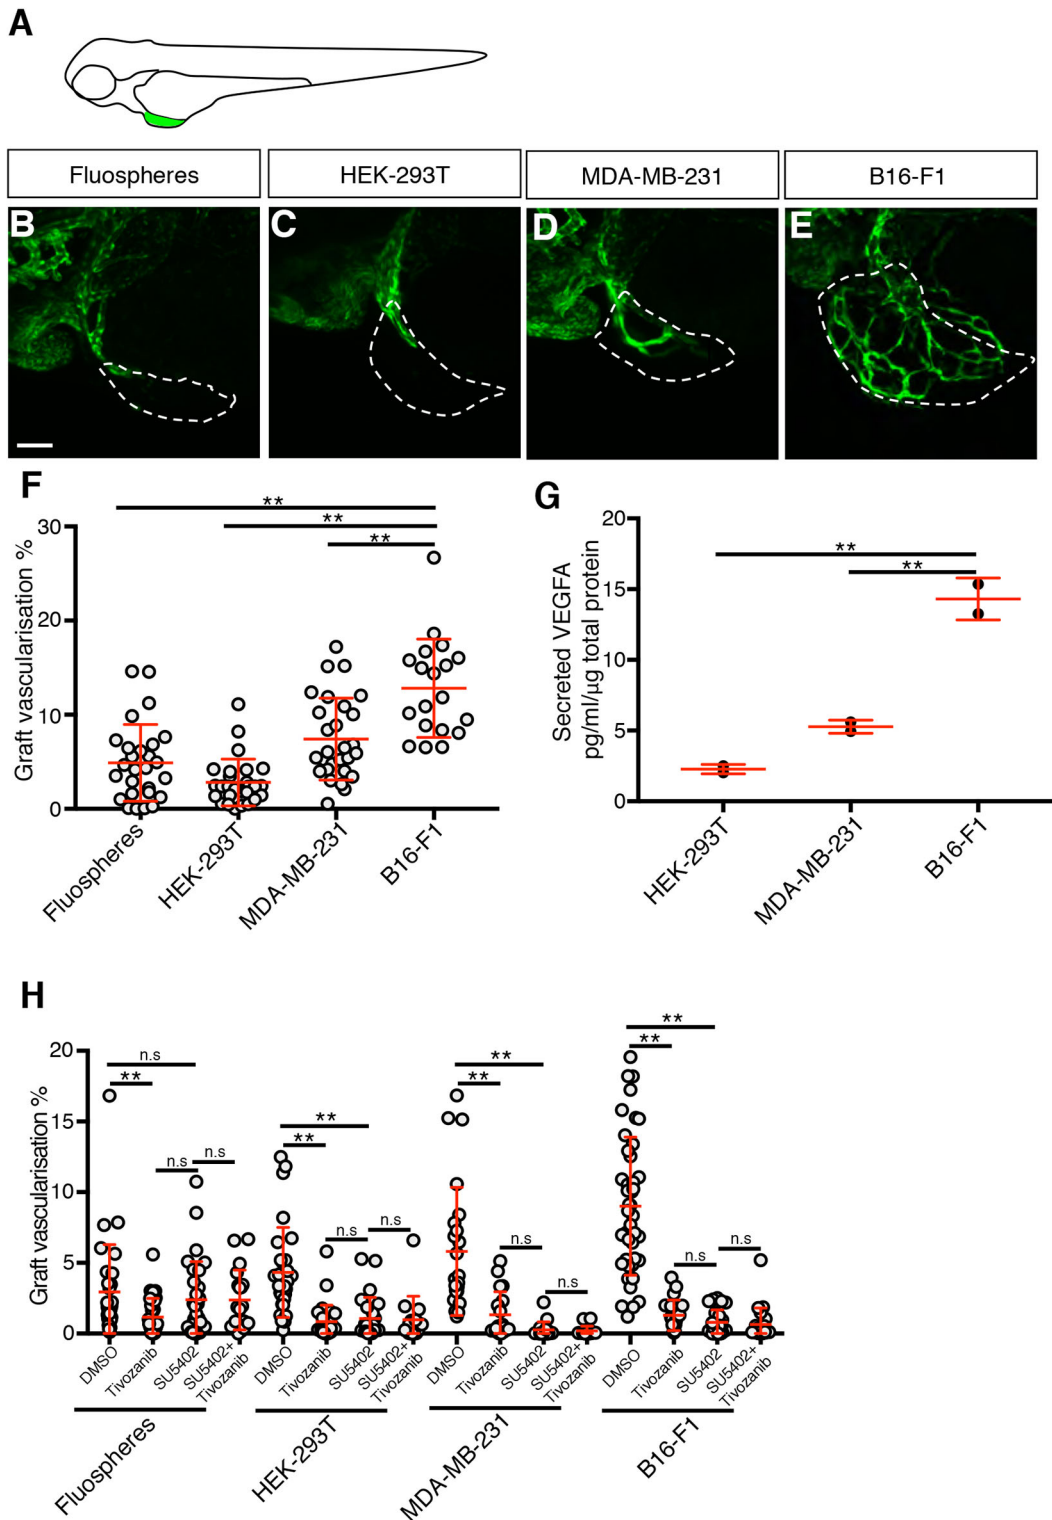 A
Fluospheres
HEK-293T
MDA-MB-231
B16-F1
B
C
D
E
F
Graft vascularisation %
30
20
10
0
**
**
**
Fluospheres
HEK-293T
MDA-MB-231
B16-F1
G
Secreted VEGFA
pg/ml/μg total protein
20
15
10
5
0
**
**
HEK-293T
MDA-MB-231
B16-F1
H
Graft vascularisation %
20
15
10
5
0
n.s
**
n.s
n.s
**
**
n.s
n.s
**
**
n.s
n.s
**
**
n.s
n.s
DMSO
Tivozanib
SU5402
SU5402+
Tivozanib
DMSO
Tivozanib
SU5402
SU5402+
Tivozanib
DMSO
Tivozanib
SU5402
SU5402+
Tivozanib
DMSO
Tivozanib
SU5402
SU5402+
Tivozanib
Fluospheres
HEK-293T
MDA-MB-231
B16-F1